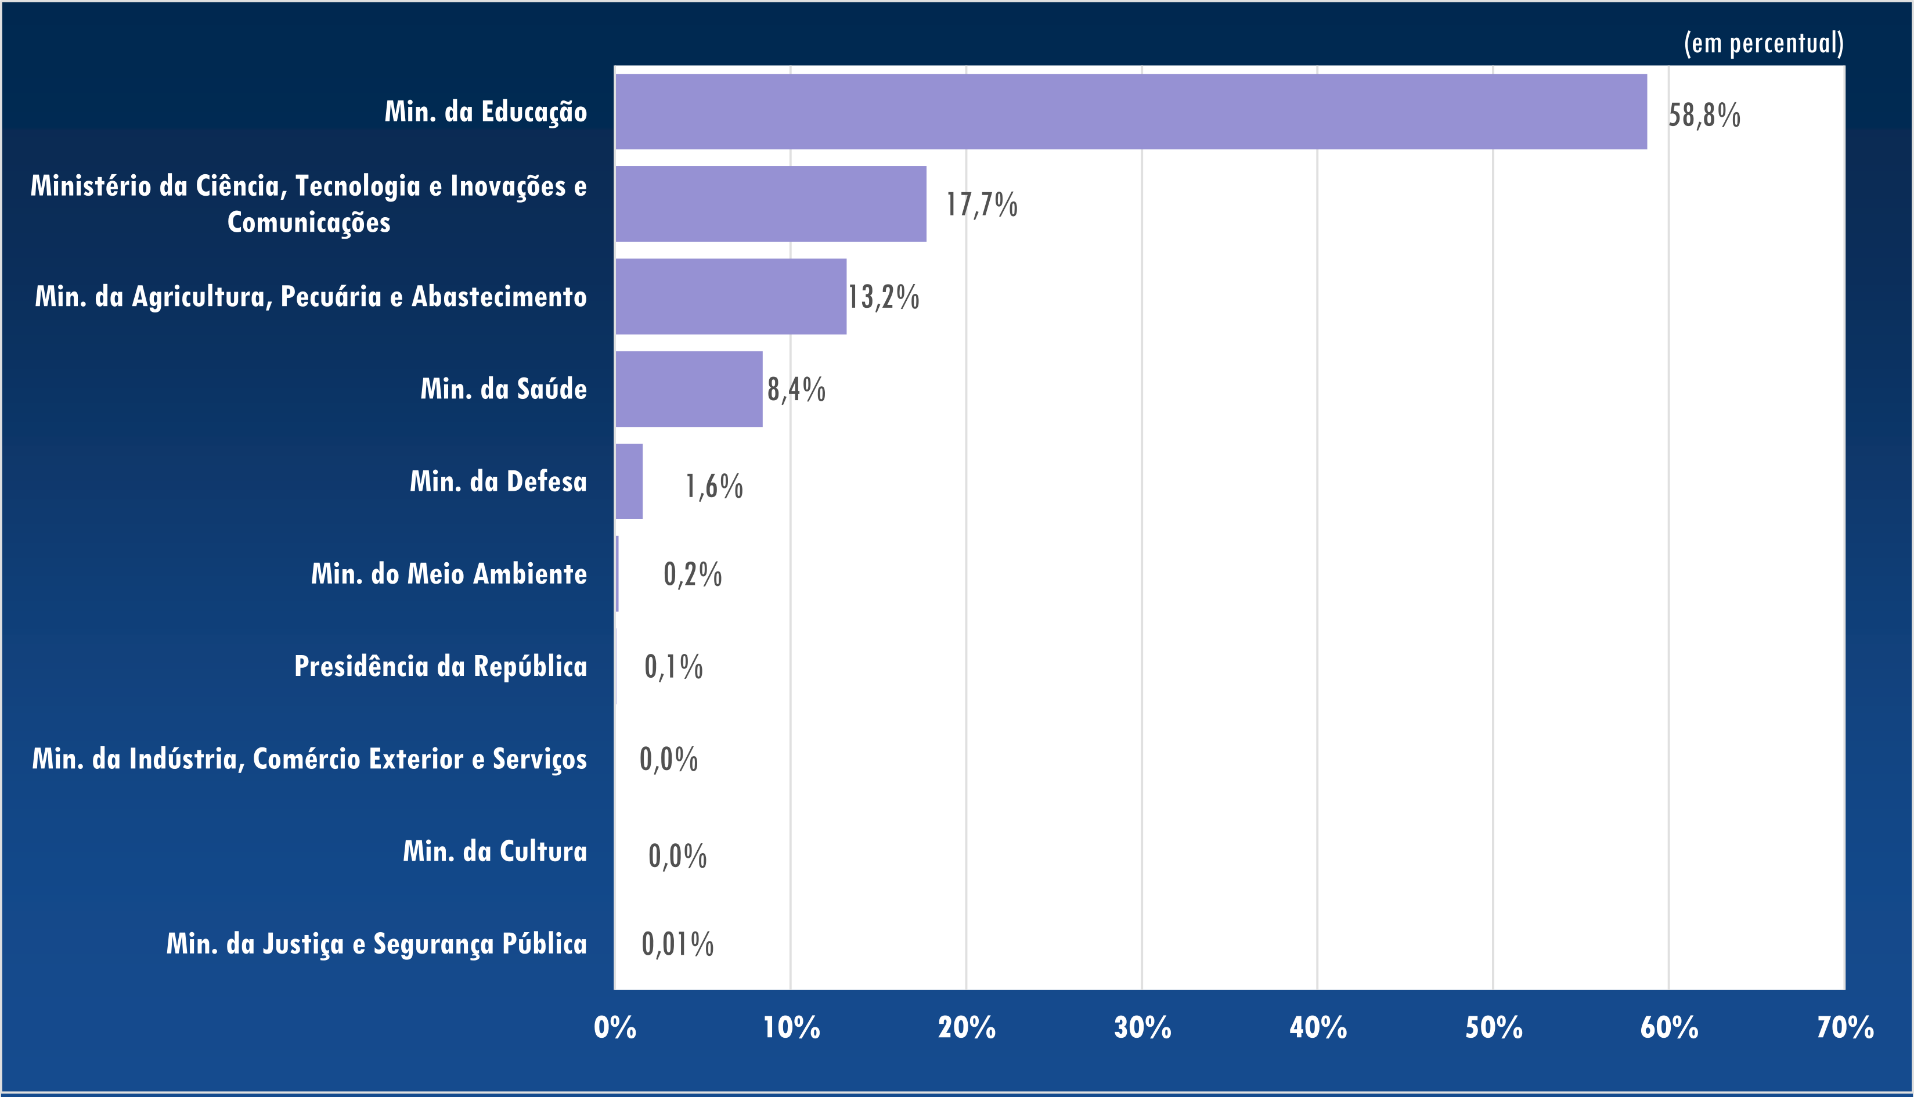 (em percentual)
Min. da Educação
58,8%
Ministério da Ciência, Tecnologia e Inovações e
Comunicações
17,7%
Min. da Agricultura, Pecuária e Abastecimento
13,2%
Min. da Saúde
8,4%
Min. da Defesa
1,6%
Min. do Meio Ambiente
0,2%
Presidência da República
0,1%
Min. da Indústria, Comércio Exterior e Serviços
0,0%
Min. da Cultura
0,0%
Min. da Justiça e Segurança Pública
0,01%
0% 10% 20% 30% 40% 50% 60% 70%